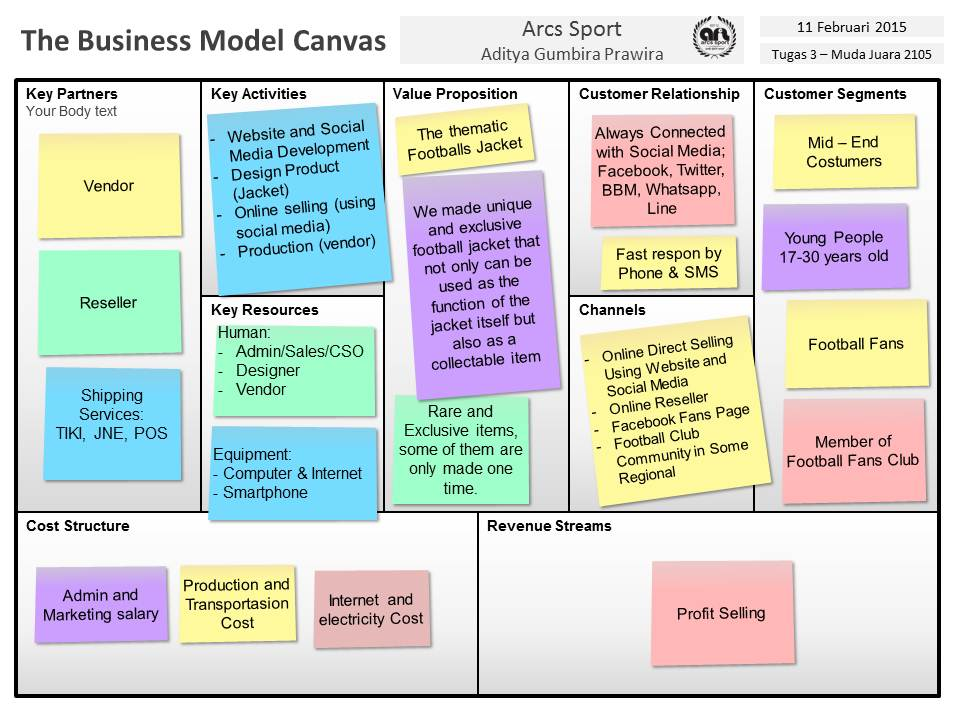 The Business Model Canvas
Arcs Sport
Aditya Gumbira Prawira
arcs sport
11 Februari 2015
Tugas 3 – Muda Juara 2105
Key Partners
Your Body text
Vendor
Reseller
Shipping
Services:
TIKI, JNE, POS
Key Activities
- Website and Social
Media Development
- Design Product
(Jacket)
- Online selling (using
social media)
- Production (vendor)
Key Resources
Human:
- Admin/Sales/CSO
- Designer
- Vendor
Equipment:
- Computer & Internet
- Smartphone
Value Proposition
The thematic
Footballs Jacket
We made unique
and exclusive
football jacket that
not only can be
used as the
function of the
jacket itself but
also as a
collectable item
Rare and
Exclusive items,
some of them are
only made one
time.
Customer Relationship
Always Connected
with Social Media;
Facebook, Twitter,
BBM, Whatsapp,
Line
Fast respon by
Phone & SMS
Channels
- Online Direct Selling
Using Website and
Social Media
- Online Reseller
- Facebook Fans Page
- Football Club
Community in Some
Regional
Customer Segments
Mid – End
Costumers
Young People
17-30 years old
Football Fans
Member of
Football Fans Club
Cost Structure
Admin and
Marketing salary
Production and
Transportasion
Cost
Internet and
electricity Cost
Revenue Streams
Profit Selling